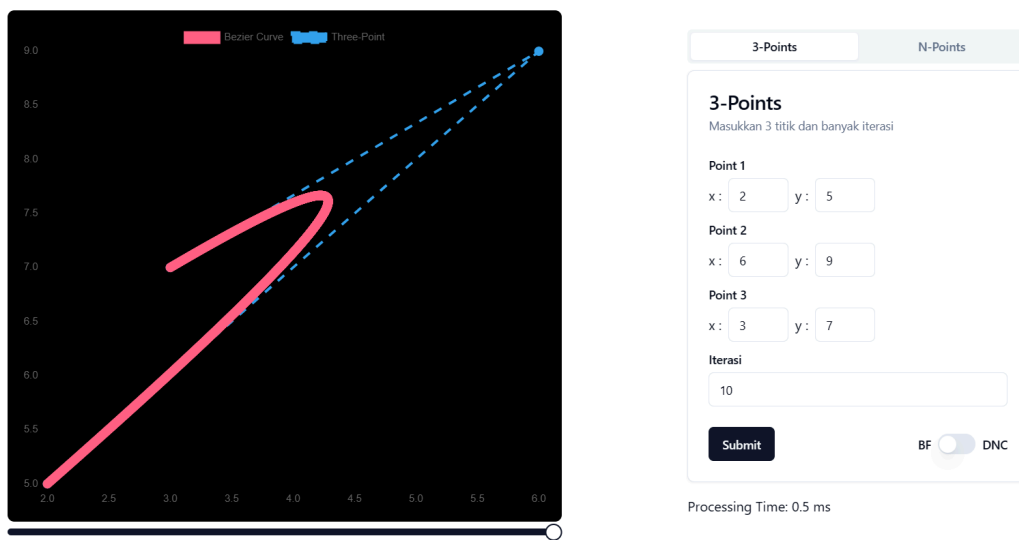 Bezier Curve Three-Point
9.0
8.5
8.0
7.5
7.0
6.5
6.0
5.5
5.0
2.0 2.5 3.0 3.5 4.0 4.5 5.0 5.5 6.0
3-Points N-Points
3-Points
Masukkan 3 titik dan banyak iterasi
Point 1
x : 2 y : 5
Point 2
x : 6 y : 9
Point 3
x : 3 y : 7
Iterasi
10
Submit BF DNC
Processing Time: 0.5 ms